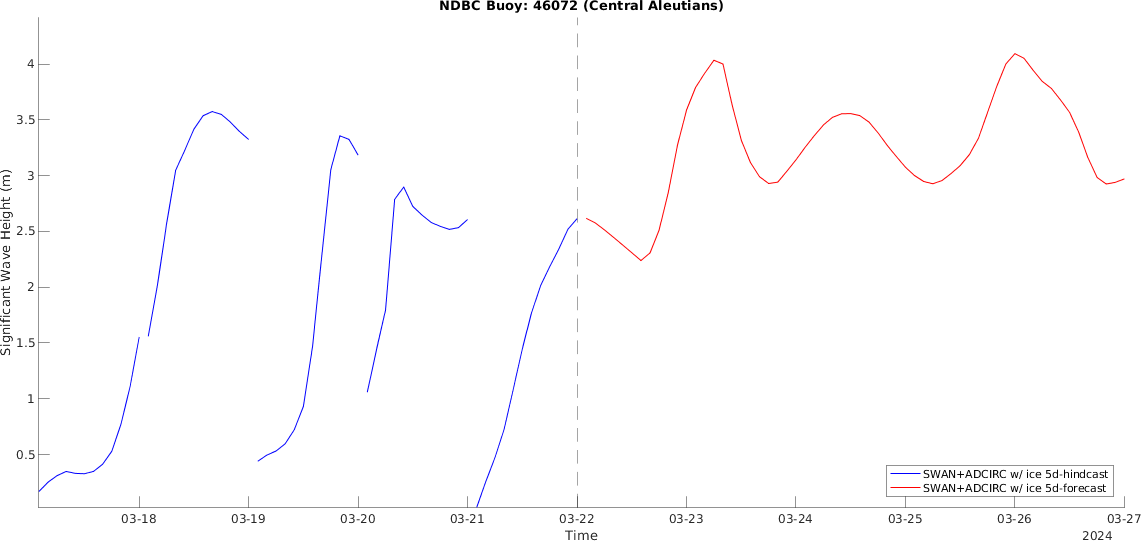 NDBC Buoy: 46072 (Central Aleutians)
Significant Wave Height (m)
4
3.5
3
2.5
2
1.5
1
0.5
SWAN+ADCIRC w/ ice 5d-hindcast
SWAN+ADCIRC w/ ice 5d-forecast
03-18 03-19 03-20 03-21 03-22 03-23 03-24 03-25 03-26 03-27
Time 2024